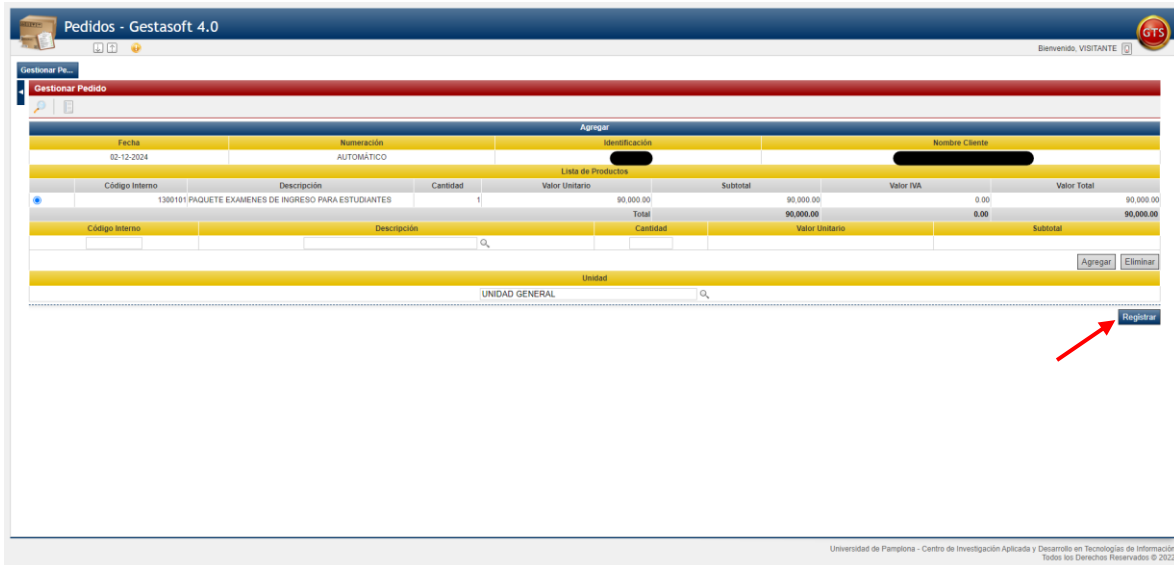 Pedidos - Gestasoft 4.0
GTS
Bienvenido, VISITANTE
Gestionar Pe...
Gestionar Pedido
Agregar
Fecha Numeración Identificación Nombre Cliente
02-12-2024 AUTOMÁTICO
Lista de Productos
Código Interno Descripción Cantidad Valor Unitario Subtotal Valor IVA Valor Total
1300101 PAQUETE EXAMENES DE INGRESO PARA ESTUDIANTES 1 90,000.00 90,000.00 0.00 90,000.00
Total 90,000.00 0.00 90,000.00
Código Interno Descripción Cantidad Valor Unitario Subtotal
Agregar Eliminar
Unidad
UNIDAD GENERAL
Registrar
Universidad de Pamplona - Centro de Investigación Aplicada y Desarrollo en Tecnologías de Información
Todos los Derechos Reservados © 2022